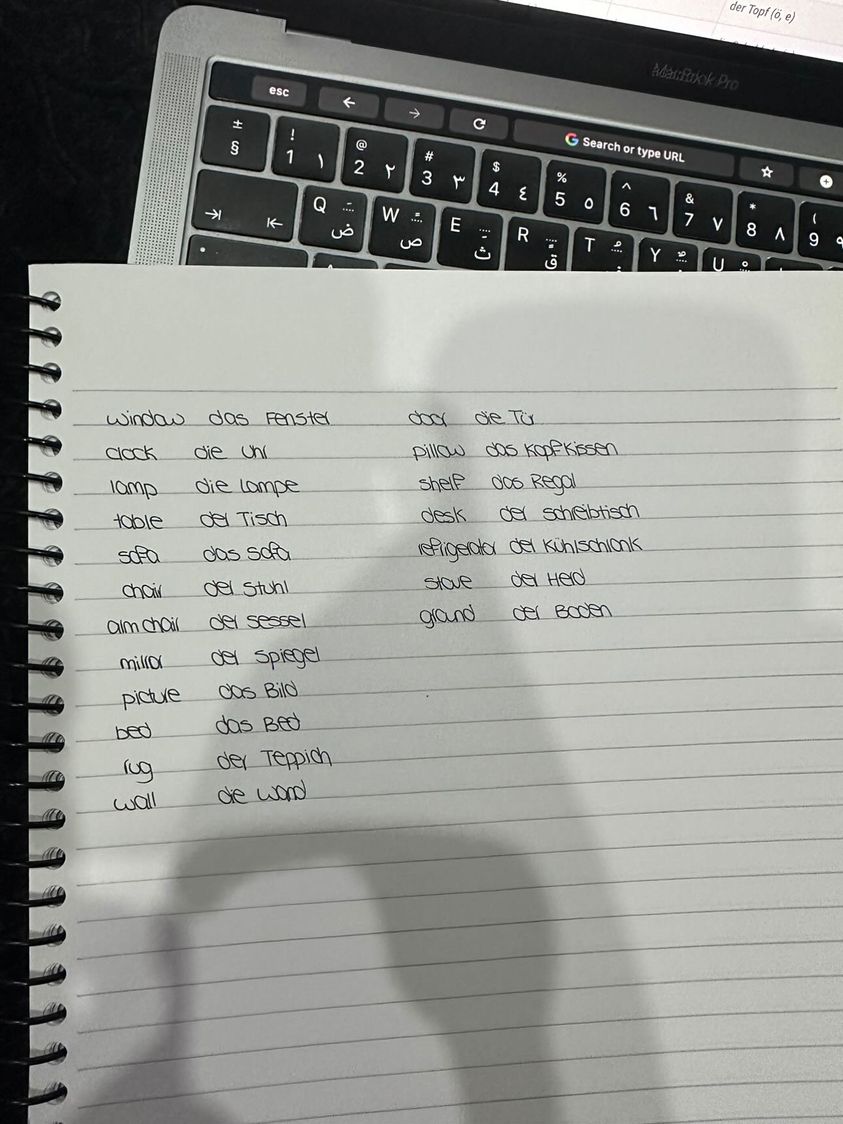 der Topf (ö, e)
MacBook Pro
esc ← → Search or type URL
± § ! 1 ١ @ 2 ٢ # 3 ٣ $ 4 ٤ % 5 ٥ ^ 6 ٦ & 7 ٧ * 8 ٨ ( 9
Q ض W ص E ث R ق T Y U
window das Fenster
clock die Uhr
lamp die Lampe
table der Tisch
sofa das Sofa
chair der Stuhl
armchair der Sessel
mirror der Spiegel
picture das Bild
bed das Bed
rug der Teppich
wall die Wand
door die Tür
pillow das Kopfkissen
shelf das Regal
desk der Schreibtisch
refrigerator der Kühlschrank
stove der Herd
ground der Boden